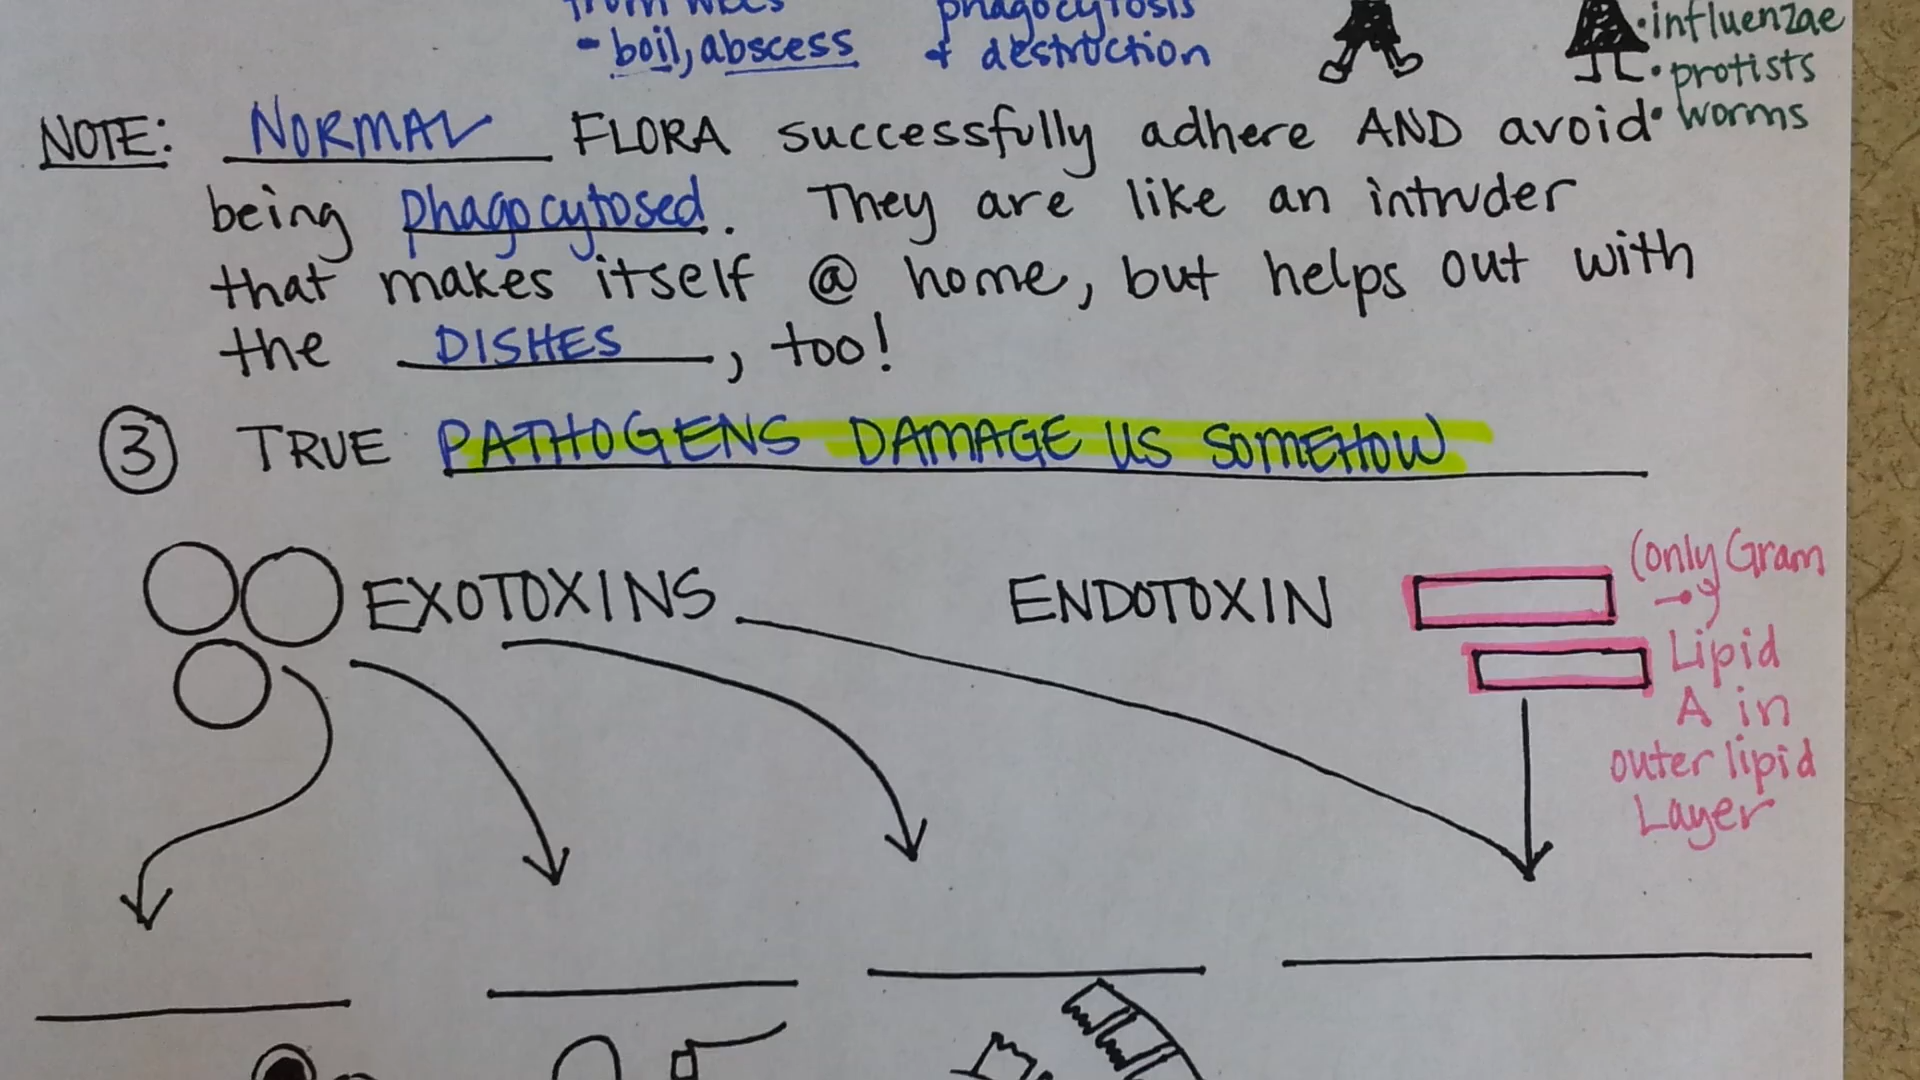 from WBCs phagocytosis
- boil, abscess & destruction
•influenzae
•protists
•worms
NOTE: NORMAL FLORA successfully adhere AND avoid
being phagocytosed. They are like an intruder
that makes itself @ home, but helps out with
the DISHES, too!
③ TRUE PATHOGENS DAMAGE US SOMEHOW
EXOTOXINS
ENDOTOXIN
(only Gram
-)
Lipid
A in
outer lipid
Layer